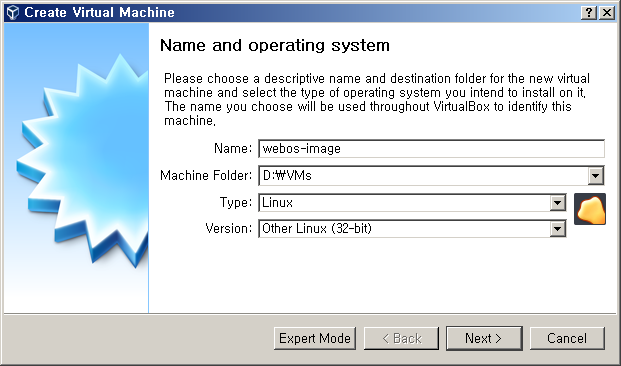 Create Virtual Machine
Name and operating system
Please choose a descriptive name and destination folder for the new virtual
machine and select the type of operating system you intend to install on it.
The name you choose will be used throughout VirtualBox to identify this
machine.
Name: webos-image
Machine Folder: D:₩VMs
Type: Linux
Version: Other Linux (32-bit)
Expert Mode < Back Next > Cancel